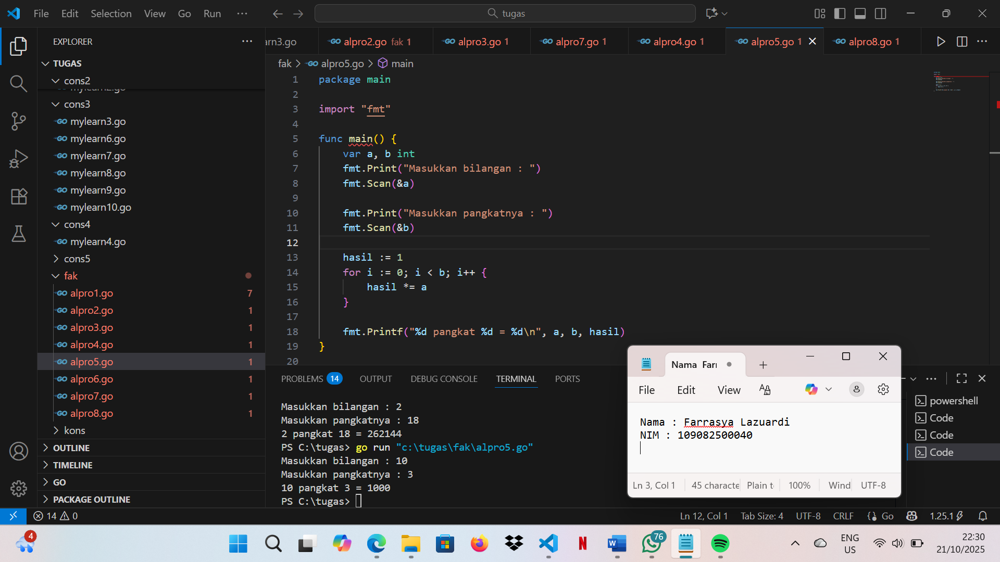 File Edit Selection View Go Run ··· tugas
EXPLORER
TUGAS
cons2
cons3
mylearn3.go
mylearn6.go
mylearn7.go
mylearn8.go
mylearn9.go
mylearn10.go
cons4
mylearn4.go
cons5
fak
alpro1.go 7
alpro2.go 1
alpro3.go 1
alpro4.go 1
alpro5.go 1
alpro6.go 1
alpro7.go 1
alpro8.go 1
kons
OUTLINE
TIMELINE
GO
PACKAGE OUTLINE
rn3.go alpro2.go fak 1 alpro3.go 1 alpro7.go 1 alpro4.go 1 alpro5.go 1 alpro8.go 1
fak > alpro5.go > main
1 package main
2
3 import "fmt"
4
5 func main() {
6 var a, b int
7 fmt.Print("Masukkan bilangan : ")
8 fmt.Scan(&a)
9
10 fmt.Print("Masukkan pangkatnya : ")
11 fmt.Scan(&b)
12
13 hasil := 1
14 for i := 0; i < b; i++ {
15 hasil *= a
16 }
17
18 fmt.Printf("%d pangkat %d = %d\n", a, b, hasil)
19 }
20
PROBLEMS 14 OUTPUT DEBUG CONSOLE TERMINAL PORTS
Masukkan bilangan : 2
Masukkan pangkatnya : 18
2 pangkat 18 = 262144
PS C:\tugas> go run "c:\tugas\fak\alpro5.go"
Masukkan bilangan : 10
Masukkan pangkatnya : 3
10 pangkat 3 = 1000
PS C:\tugas>
powershell
Code
Code
Code
Nama Farr
File Edit View
Nama : Farrasya Lazuardi
NIM : 109082500040
Ln 3, Col 1 45 characte Plain t 100% Wind UTF-8
14 0 Ln 12, Col 1 Tab Size: 4 UTF-8 CRLF Go 1.25.1
4 76 ENG US 22:30
21/10/2025